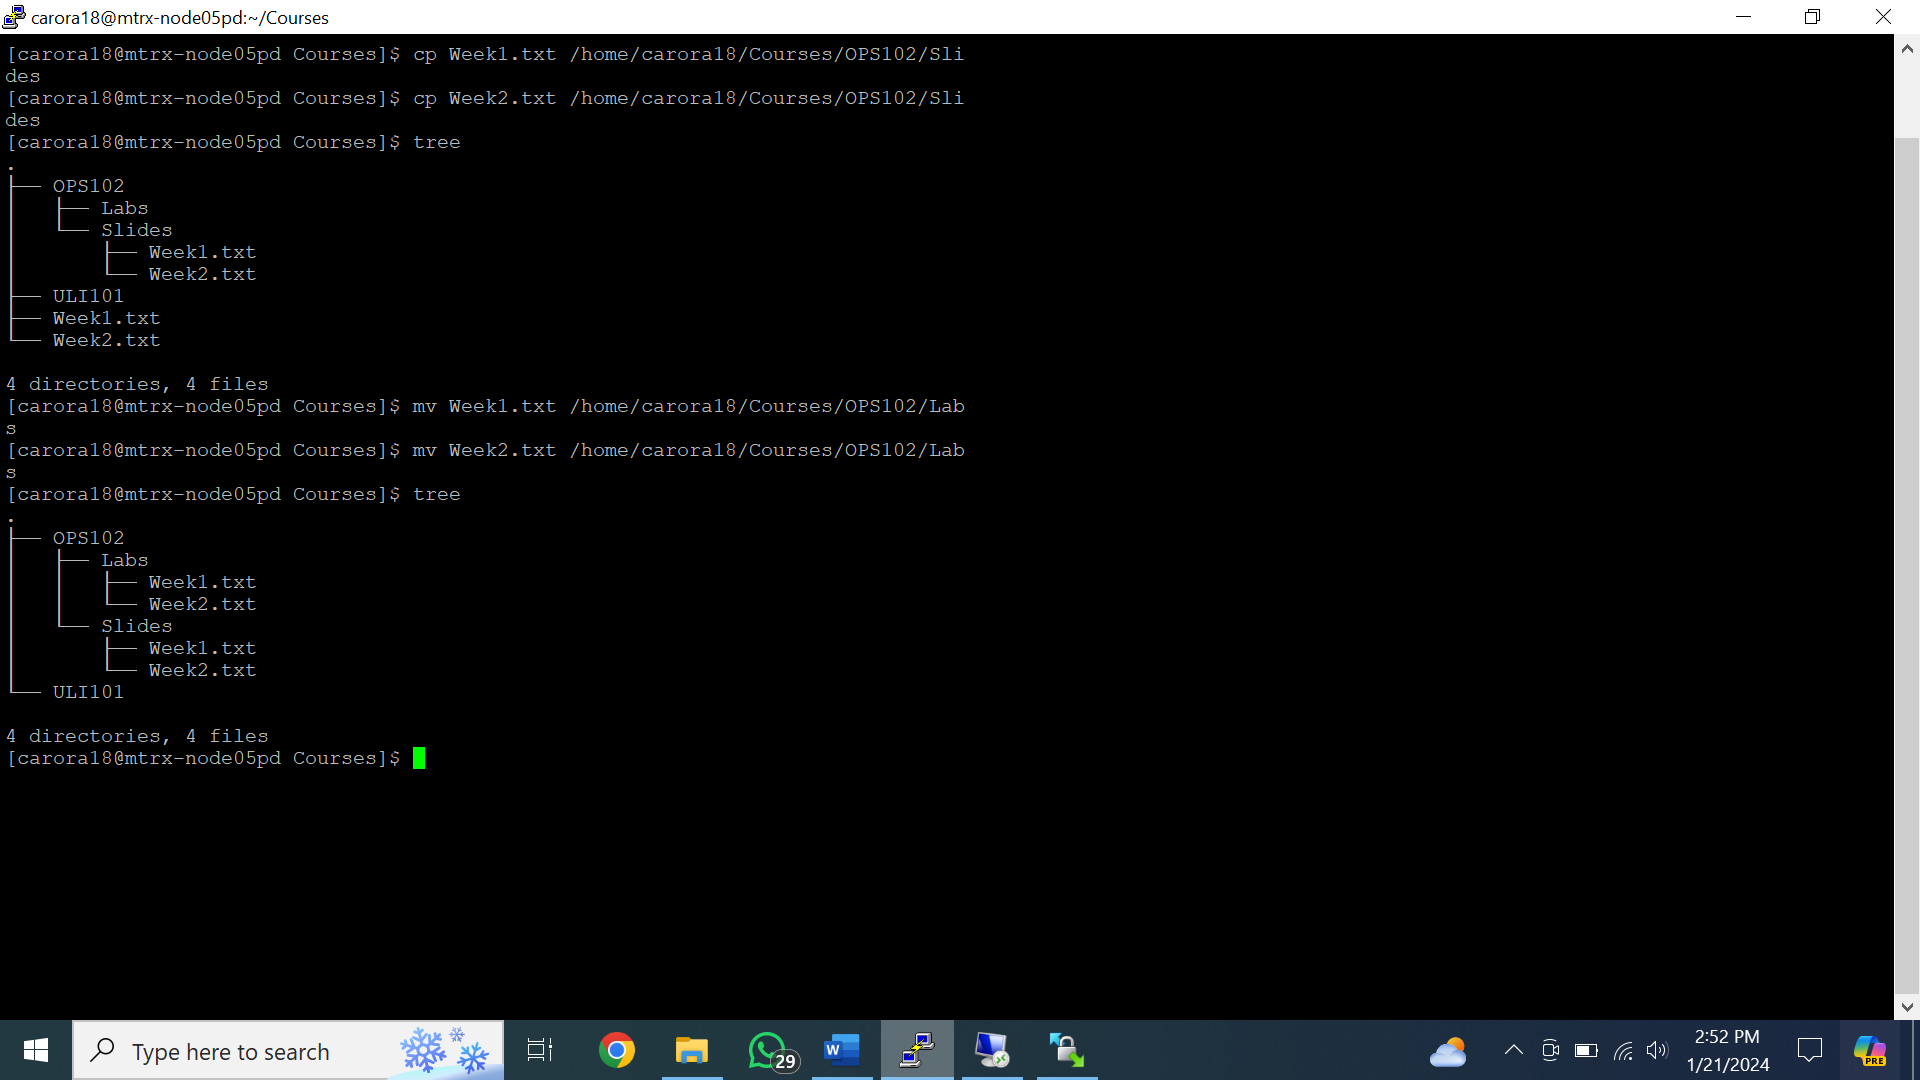 carora18@mtrx-node05pd:~/Courses
[carora18@mtrx-node05pd Courses]$ cp Week1.txt /home/carora18/Courses/OPS102/Sli
des
[carora18@mtrx-node05pd Courses]$ cp Week2.txt /home/carora18/Courses/OPS102/Sli
des
[carora18@mtrx-node05pd Courses]$ tree
.
├── OPS102
│   ├── Labs
│   └── Slides
│       ├── Week1.txt
│       └── Week2.txt
├── ULI101
├── Week1.txt
└── Week2.txt
4 directories, 4 files
[carora18@mtrx-node05pd Courses]$ mv Week1.txt /home/carora18/Courses/OPS102/Lab
s
[carora18@mtrx-node05pd Courses]$ mv Week2.txt /home/carora18/Courses/OPS102/Lab
s
[carora18@mtrx-node05pd Courses]$ tree
.
├── OPS102
│   ├── Labs
│   │   ├── Week1.txt
│   │   └── Week2.txt
│   └── Slides
│       ├── Week1.txt
│       └── Week2.txt
└── ULI101
4 directories, 4 files
[carora18@mtrx-node05pd Courses]$
Type here to search
29
W
2:52 PM
1/21/2024
PRE